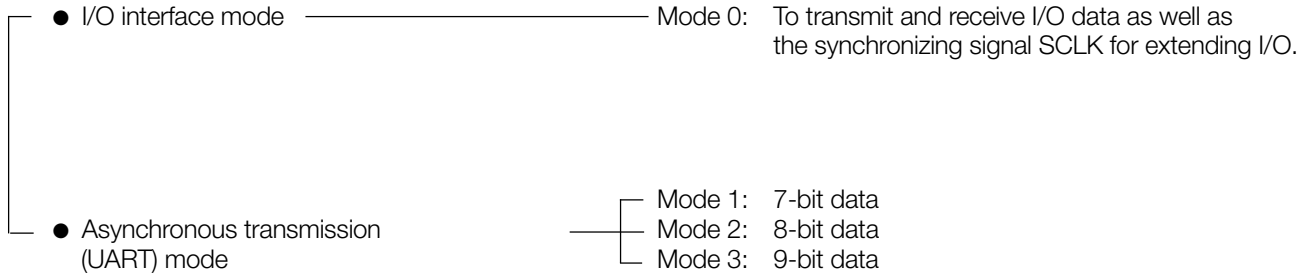 ● I/O interface mode Mode 0: To transmit and receive I/O data as well as
the synchronizing signal SCLK for extending I/O.
Mode 1: 7-bit data
● Asynchronous transmission Mode 2: 8-bit data
(UART) mode Mode 3: 9-bit data